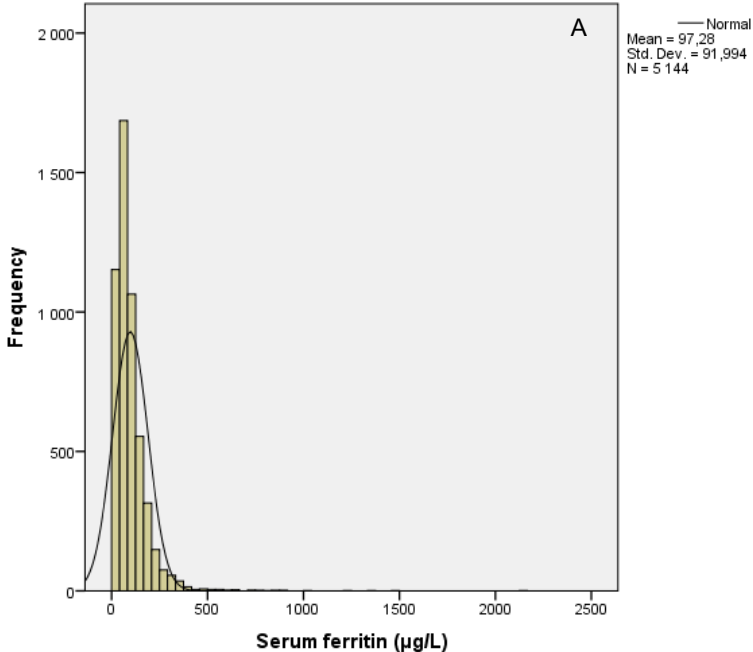 A
Normal
Mean = 97,28
Std. Dev. = 91,994
N = 5 144
2 000
1 500
1 000
500
0
Frequency
0 500 1000 1500 2000 2500
Serum ferritin (µg/L)